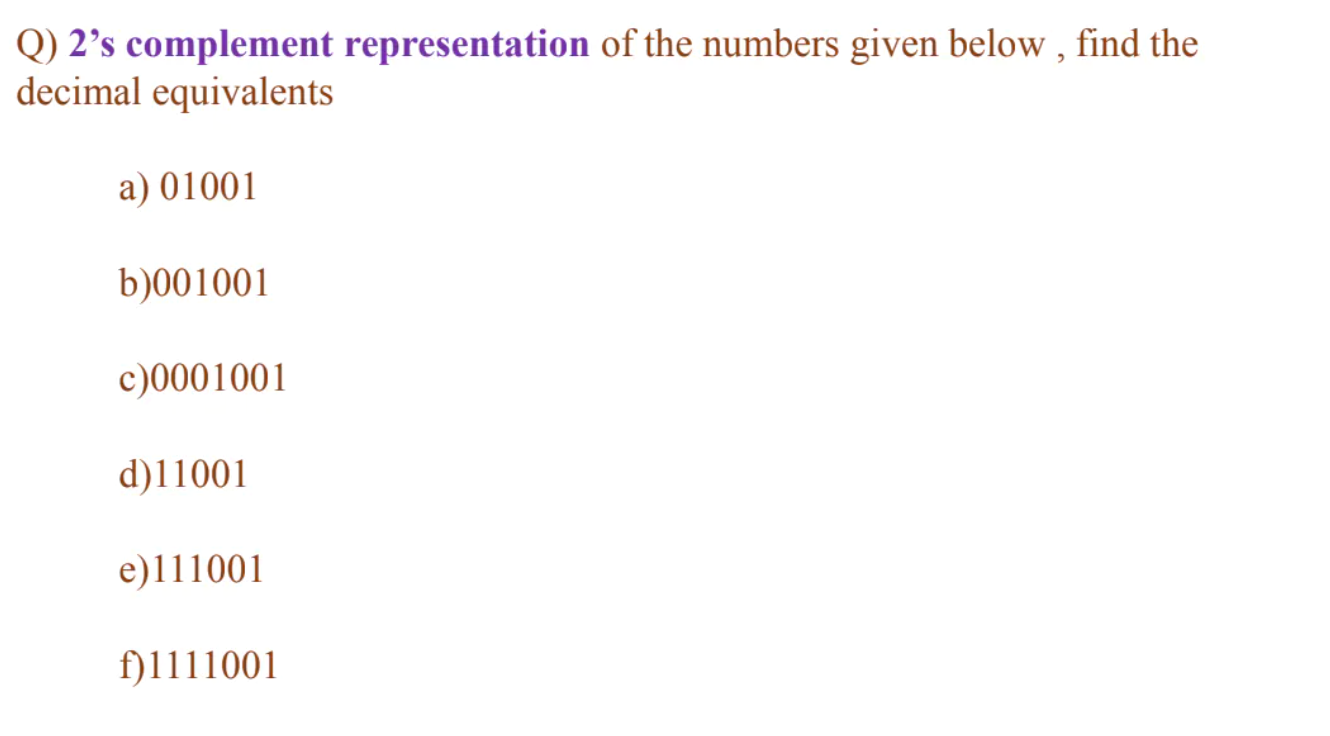 Q) 2’s complement representation of the numbers given below , find the
decimal equivalents
a) 01001
b)001001
c)0001001
d)11001
e)111001
f)1111001